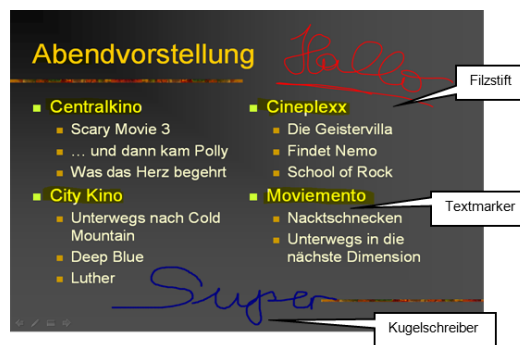 Abendvorstellung
Hallo
Filzstift
Centralkino
Scary Movie 3
… und dann kam Polly
Was das Herz begehrt
City Kino
Unterwegs nach Cold
Mountain
Deep Blue
Luther
Cineplexx
Die Geistervilla
Findet Nemo
School of Rock
Moviemento
Nacktschnecken
Unterwegs in die
nächste Dimension
Textmarker
Super
Kugelschreiber